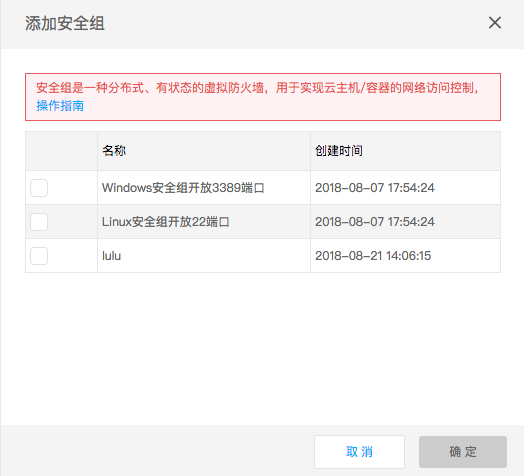 添加安全组
安全组是一种分布式、有状态的虚拟防火墙，用于实现云主机/容器的网络访问控制，
操作指南
名称 创建时间
Windows安全组开放3389端口 2018-08-07 17:54:24
Linux安全组开放22端口 2018-08-07 17:54:24
lulu 2018-08-21 14:06:15
取 消 确 定